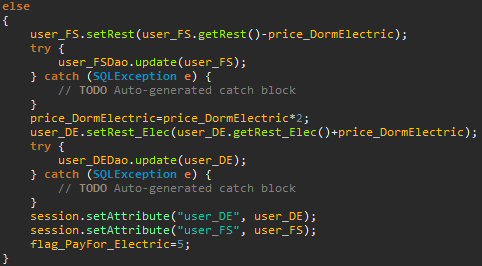 else
{
user_FS.setRest(user_FS.getRest()-price_DormElectric);
try {
user_FSDao.update(user_FS);
} catch (SQLException e) {
// TODO Auto-generated catch block
}
price_DormElectric=price_DormElectric*2;
user_DE.setRest_Elec(user_DE.getRest_Elec()+price_DormElectric);
try {
user_DEDao.update(user_DE);
} catch (SQLException e) {
// TODO Auto-generated catch block
}
session.setAttribute("user_DE", user_DE);
session.setAttribute("user_FS", user_FS);
flag_PayFor_Electric=5;
}